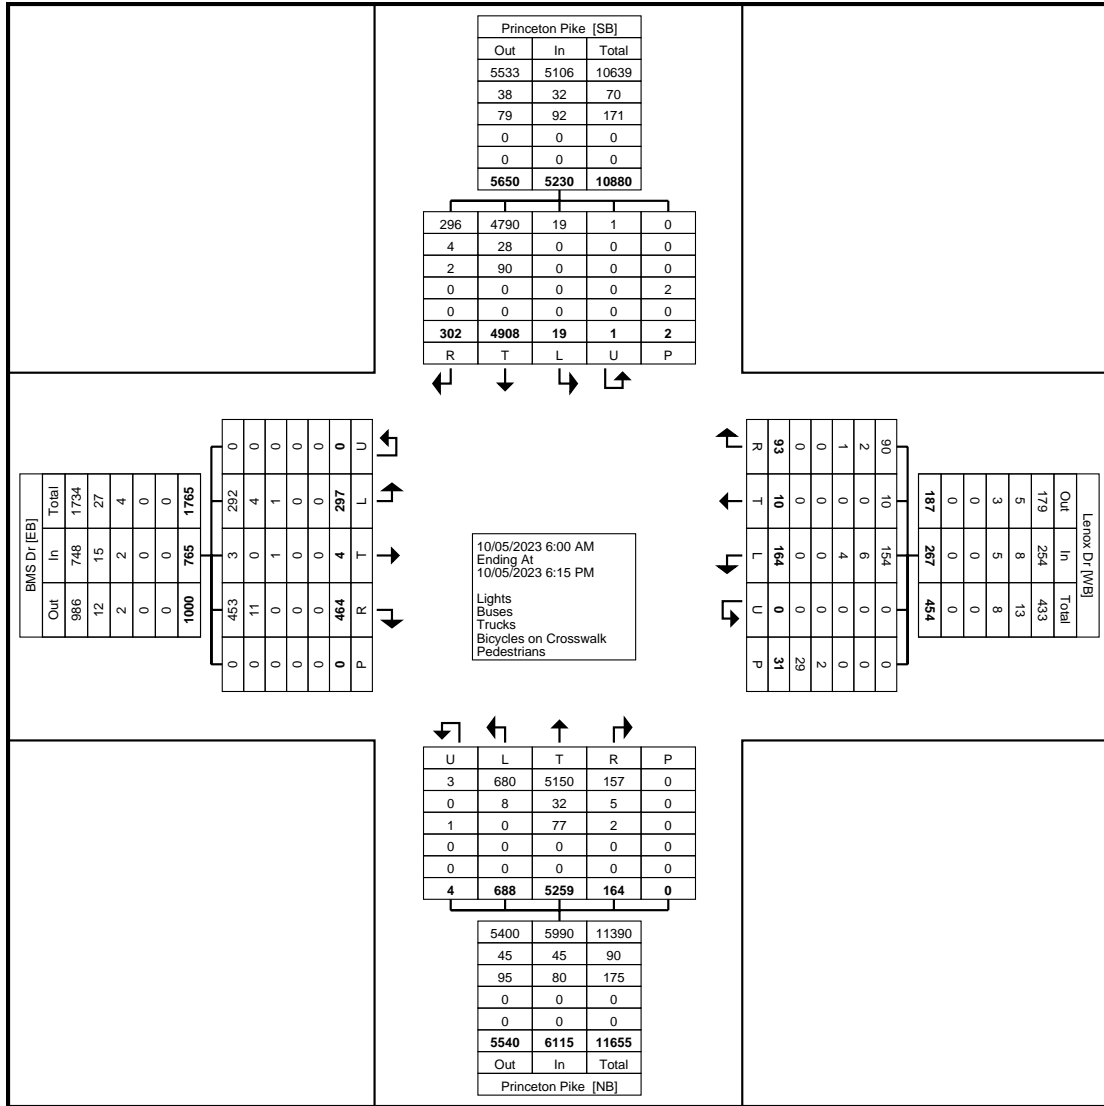 Princeton Pike [SB]
Out In Total
5533 5106 10639
38 32 70
79 92 171
0 0 0
0 0 0
5650 5230 10880
296 4790 19 1 0
4 28 0 0 0
2 90 0 0 0
0 0 0 0 2
0 0 0 0 0
302 4908 19 1 2
R T L U P
BMS Dr [EB]
Total 1734 27 4 0 0 1765
In 748 15 2 0 0 765
Out 986 12 2 0 0 1000
0 0 0 0 0 0 U
292 4 1 0 0 297 L
3 0 1 0 0 4 T
453 11 0 0 0 464 R
0 0 0 0 0 0 P
10/05/2023 6:00 AM
Ending At
10/05/2023 6:15 PM
Lights
Buses
Trucks
Bicycles on Crosswalk
Pedestrians
R 93 0 0 1 2 90
T 10 0 0 0 0 10
L 164 0 0 4 6 154
U 0 0 0 0 0 0
P 31 29 2 0 0 0
Lenox Dr [WB]
Out In Total
179 254 433
5 8 13
3 5 8
0 0 0
0 0 0
187 267 454
U L T R P
3 680 5150 157 0
0 8 32 5 0
1 0 77 2 0
0 0 0 0 0
0 0 0 0 0
4 688 5259 164 0
5400 5990 11390
45 45 90
95 80 175
0 0 0
0 0 0
5540 6115 11655
Out In Total
Princeton Pike [NB]